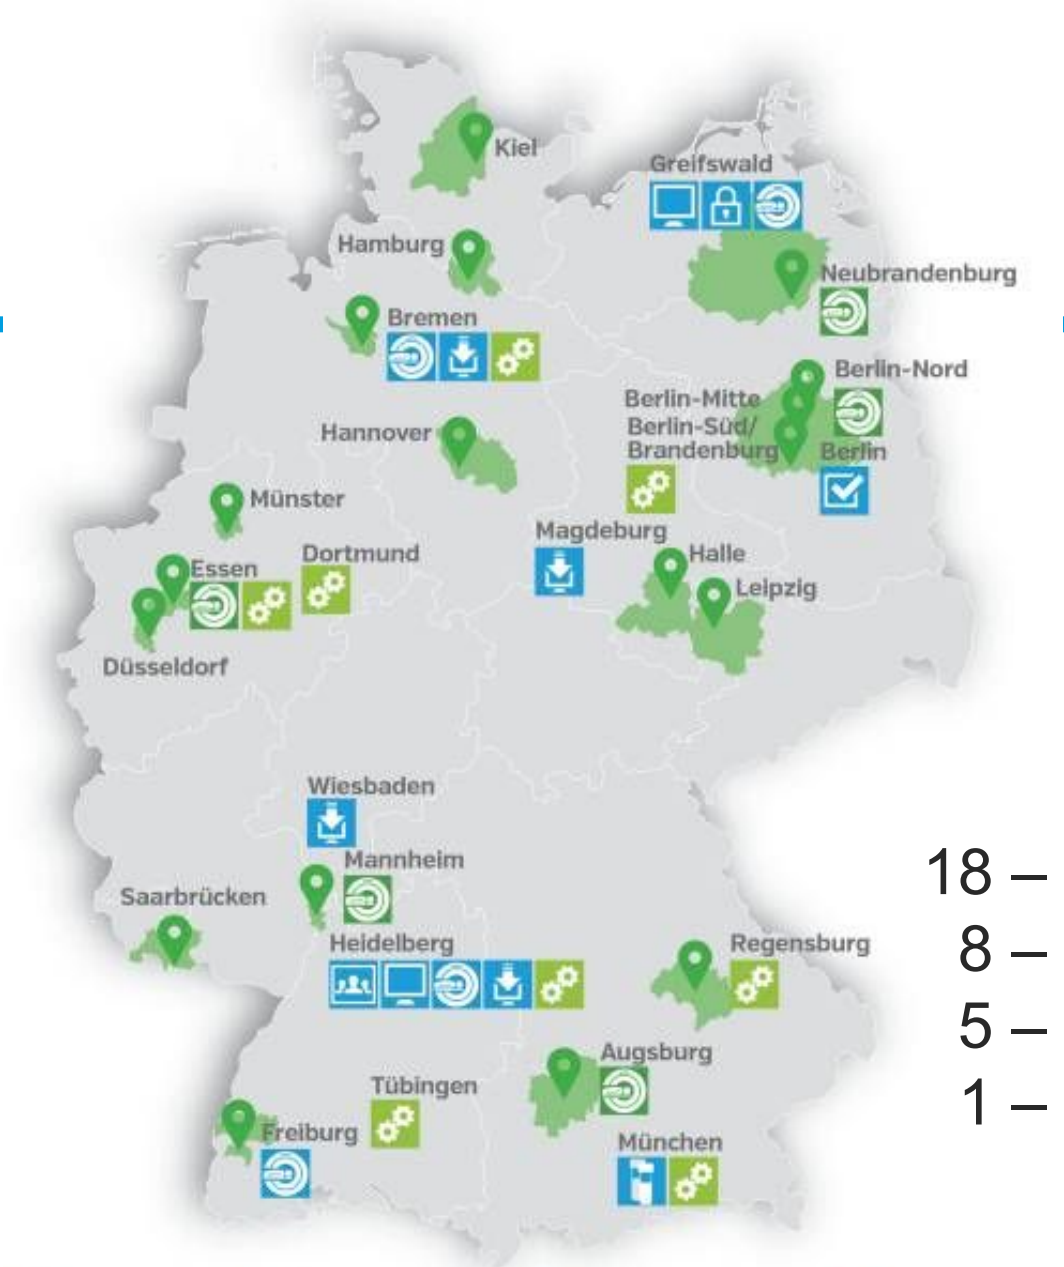 Kiel
Greifswald
Hamburg
Neubrandenburg
Bremen
Berlin-Nord
Berlin-Mitte
Berlin-Süd/
Brandenburg
Berlin
Hannover
Münster
Magdeburg
Essen
Dortmund
Halle
Leipzig
Düsseldorf
Wiesbaden
Mannheim
Saarbrücken
Heidelberg
Regensburg
Augsburg
Tübingen
Freiburg
München
18 –
8 –
5 –
1 –